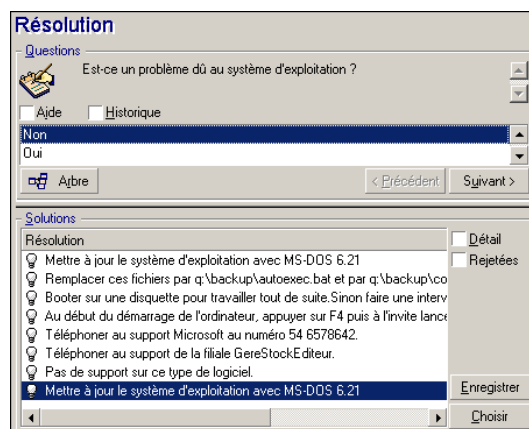 Résolution
Questions
Est-ce un problème dû au système d'exploitation ?
Aide
Historique
Non
Oui
Arbre
< Précédent
Suivant >
Solutions
Résolution
Détail
Rejetées
Mettre à jour le système d'exploitation avec MS-DOS 6.21
Remplacer ces fichiers par q:\backup\autoexec.bat et par q:\backup\co
Booter sur une disquette pour travailler tout de suite.Sinon faire une interv
Au début du démarrage de l'ordinateur, appuyer sur F4 puis à l'invite lance
Téléphoner au support Microsoft au numéro 54 6578642.
Téléphoner au support de la filiale GereStockEditeur.
Pas de support sur ce type de logiciel.
Mettre à jour le système d'exploitation avec MS-DOS 6.21
Enregistrer
Choisir